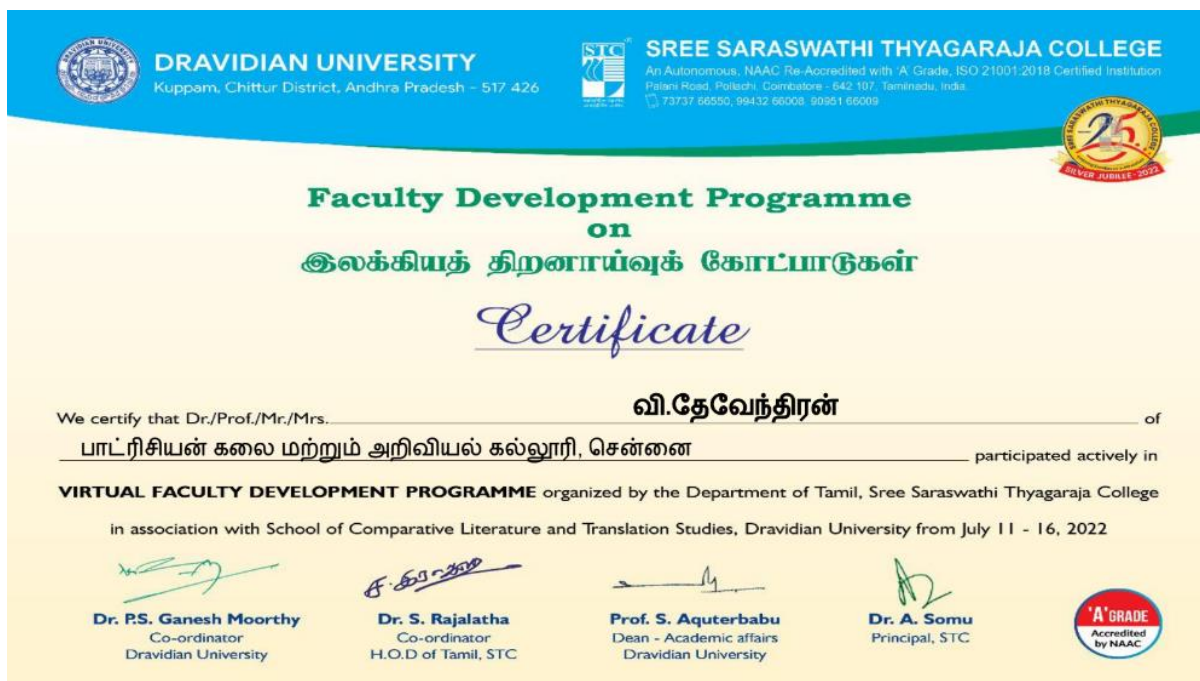 DRAVIDIAN UNIVERSITY
Kuppam, Chittur District, Andhra Pradesh - 517 426
STC
SREE SARASWATHI THYAGARAJA COLLEGE
An Autonomous, NAAC Re-Accredited with 'A' Grade, ISO 21001:2018 Certified Institution
Palani Road, Pollachi, Coimbatore - 642 107, Tamilnadu, India.
73737 66550, 99432 66008, 90951 66009
25
SILVER JUBILEE-2022
Faculty Development Programme
on
இலக்கியத் திறனாய்வுக் கோட்பாடுகள்
Certificate
We certify that Dr./Prof./Mr./Mrs. வி.தேவேந்திரன் of
பாட்ரிசியன் கலை மற்றும் அறிவியல் கல்லூரி, சென்னை participated actively in
VIRTUAL FACULTY DEVELOPMENT PROGRAMME organized by the Department of Tamil, Sree Saraswathi Thyagaraja College
in association with School of Comparative Literature and Translation Studies, Dravidian University from July 11 - 16, 2022
Dr. P.S. Ganesh Moorthy
Co-ordinator
Dravidian University
Dr. S. Rajalatha
Co-ordinator
H.O.D of Tamil, STC
Prof. S. Aquterbabu
Dean - Academic affairs
Dravidian University
Dr. A. Somu
Principal, STC
'A' GRADE
Accredited
by NAAC